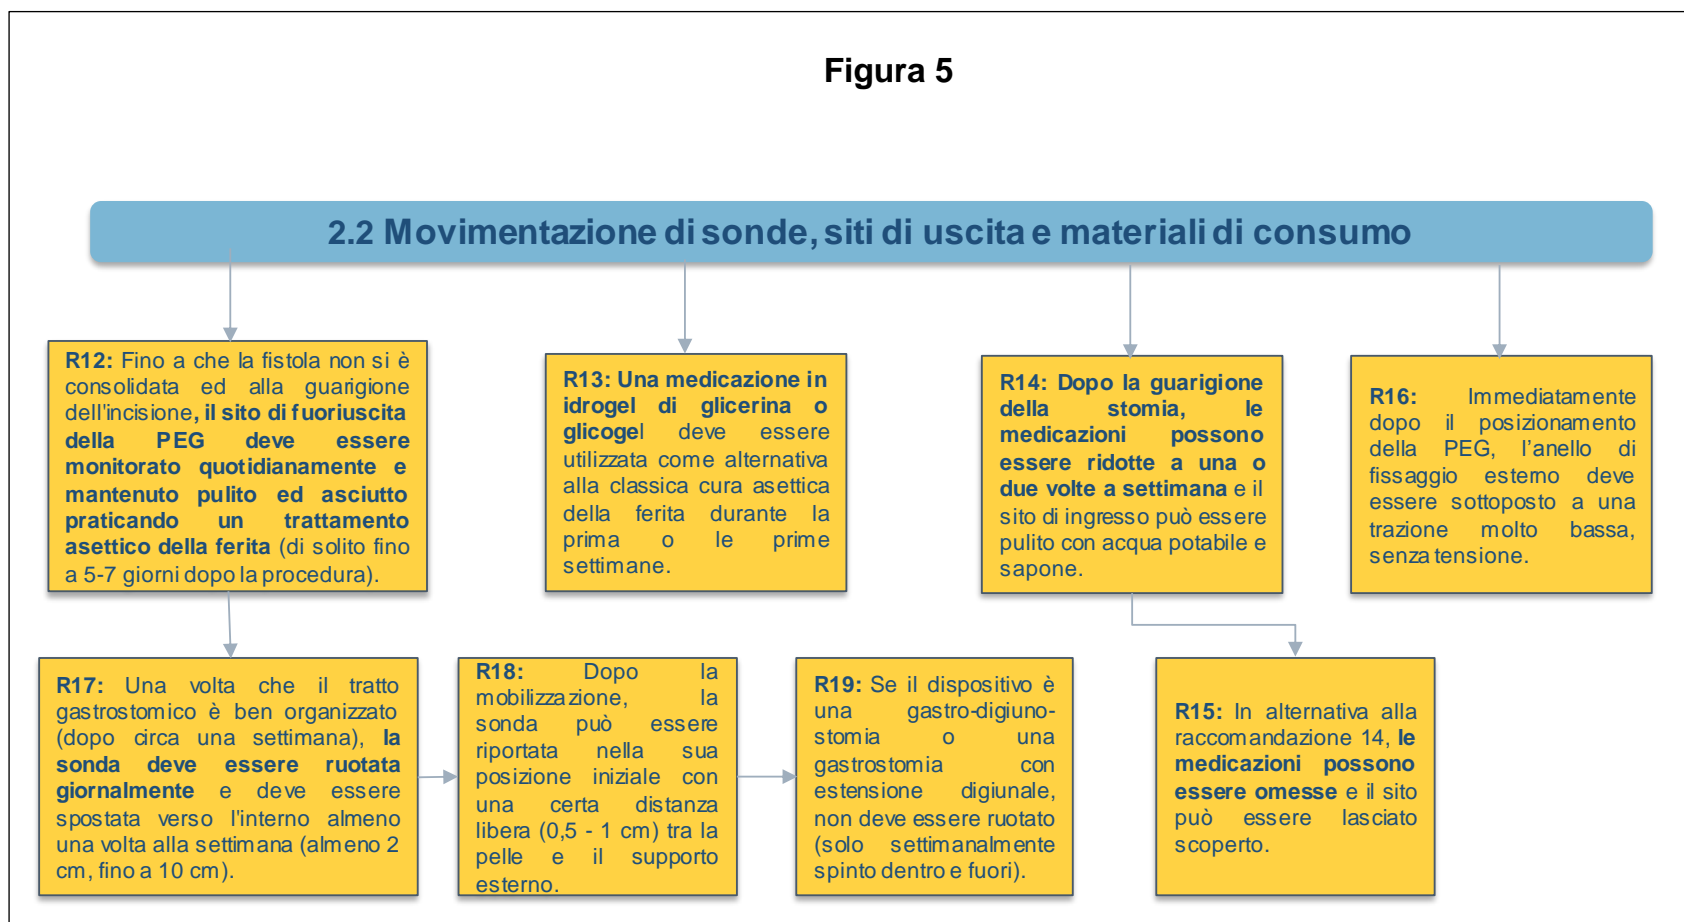 Figura 5
2.2 Movimentazione di sonde, siti di uscita e materiali di consumo
R12: Fino a che la fistola non si è
consolidata ed alla guarigione
dell'incisione, il sito di fuoriuscita
della PEG deve essere
monitorato quotidianamente e
mantenuto pulito ed asciutto
praticando un trattamento
asettico della ferita (di solito fino
a 5-7 giorni dopo la procedura).
R13: Una medicazione in
idrogel di glicerina o
glicogel deve essere
utilizzata come alternativa
alla classica cura asettica
della ferita durante la
prima o le prime
settimane.
R14: Dopo la guarigione
della stomia, le
medicazioni possono
essere ridotte a una o
due volte a settimana e il
sito di ingresso può essere
pulito con acqua potabile e
sapone.
R16: Immediatamente
dopo il posizionamento
della PEG, l’anello di
fissaggio esterno deve
essere sottoposto a una
trazione molto bassa,
senza tensione.
R17: Una volta che il tratto
gastrostomico è ben organizzato
(dopo circa una settimana), la
sonda deve essere ruotata
giornalmente e deve essere
spostata verso l'interno almeno
una volta alla settimana (almeno 2
cm, fino a 10 cm).
R18: Dopo la
mobilizzazione, la
sonda può essere
riportata nella sua
posizione iniziale con
una certa distanza
libera (0,5 - 1 cm) tra la
pelle e il supporto
esterno.
R19: Se il dispositivo è
una gastro-digiuno-
stomia o una
gastrostomia con
estensione digiunale,
non deve essere ruotato
(solo settimanalmente
spinto dentro e fuori).
R15: In alternativa alla
raccomandazione 14, le
medicazioni possono
essere omesse e il sito
può essere lasciato
scoperto.